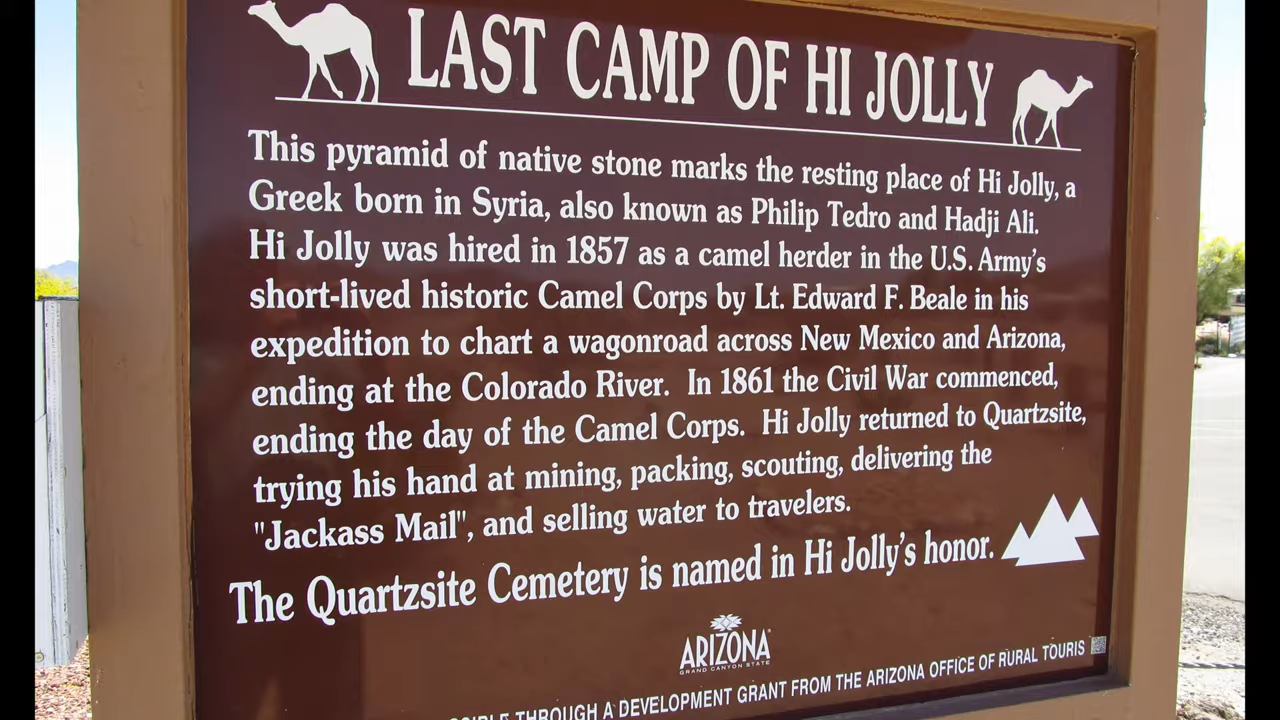 LAST CAMP OF HI JOLLY
This pyramid of native stone marks the resting place of Hi Jolly, a
Greek born in Syria, also known as Philip Tedro and Hadji Ali.
Hi Jolly was hired in 1857 as a camel herder in the U.S. Army's
short-lived historic Camel Corps by Lt. Edward F. Beale in his
expedition to chart a wagonroad across New Mexico and Arizona,
ending at the Colorado River. In 1861 the Civil War commenced,
ending the day of the Camel Corps. Hi Jolly returned to Quartzsite,
trying his hand at mining, packing, scouting, delivering the
"Jackass Mail", and selling water to travelers.
The Quartzsite Cemetery is named in Hi Jolly's honor.
ARIZONA
GRAND CANYON STATE
THROUGH A DEVELOPMENT GRANT FROM THE ARIZONA OFFICE OF RURAL TOURIS